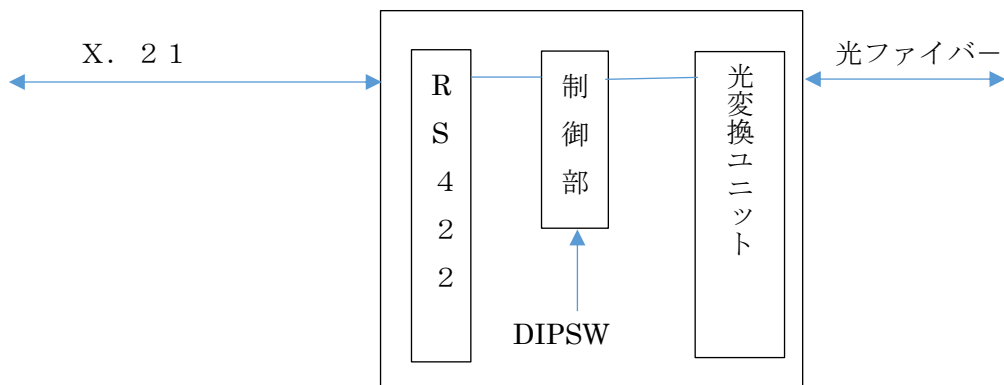 X．２１
RS４２２
制御部
光変換ユニット
光ファイバー
DIPSW